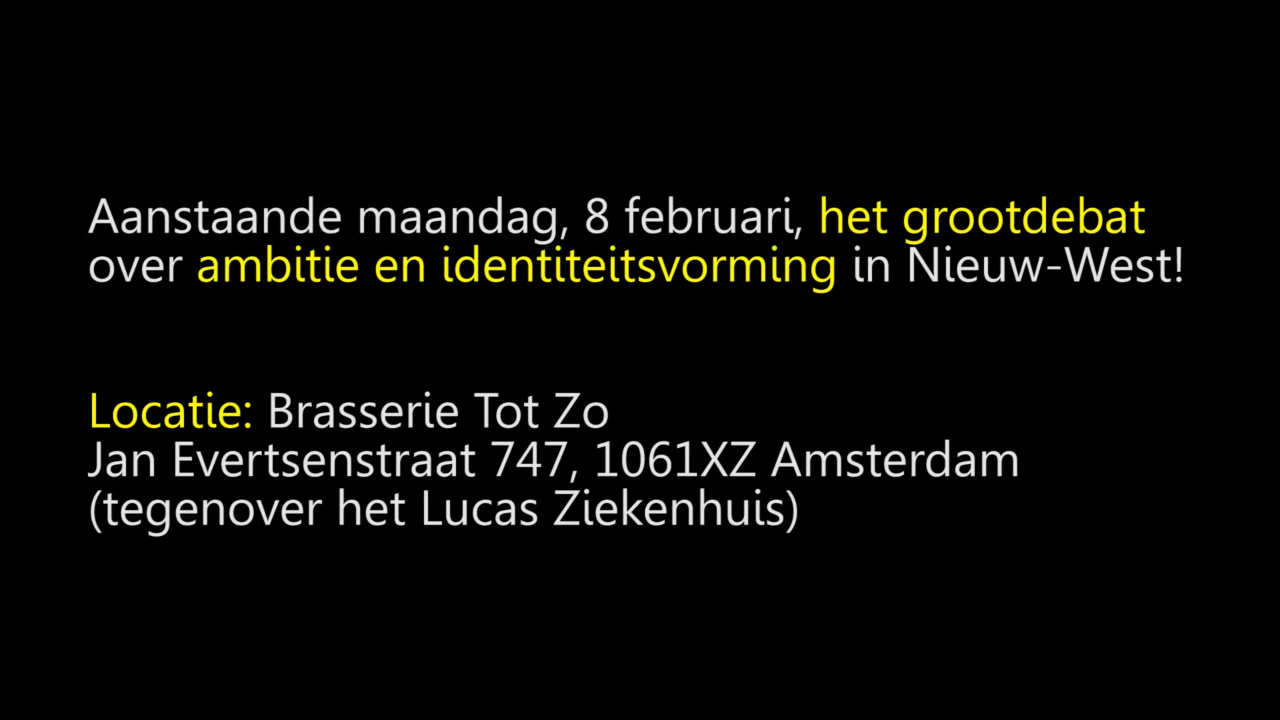 Aanstaande maandag, 8 februari, het grootdebat
over ambitie en identiteitsvorming in Nieuw-West!
Locatie: Brasserie Tot Zo
Jan Evertsenstraat 747, 1061XZ Amsterdam
(tegenover het Lucas Ziekenhuis)